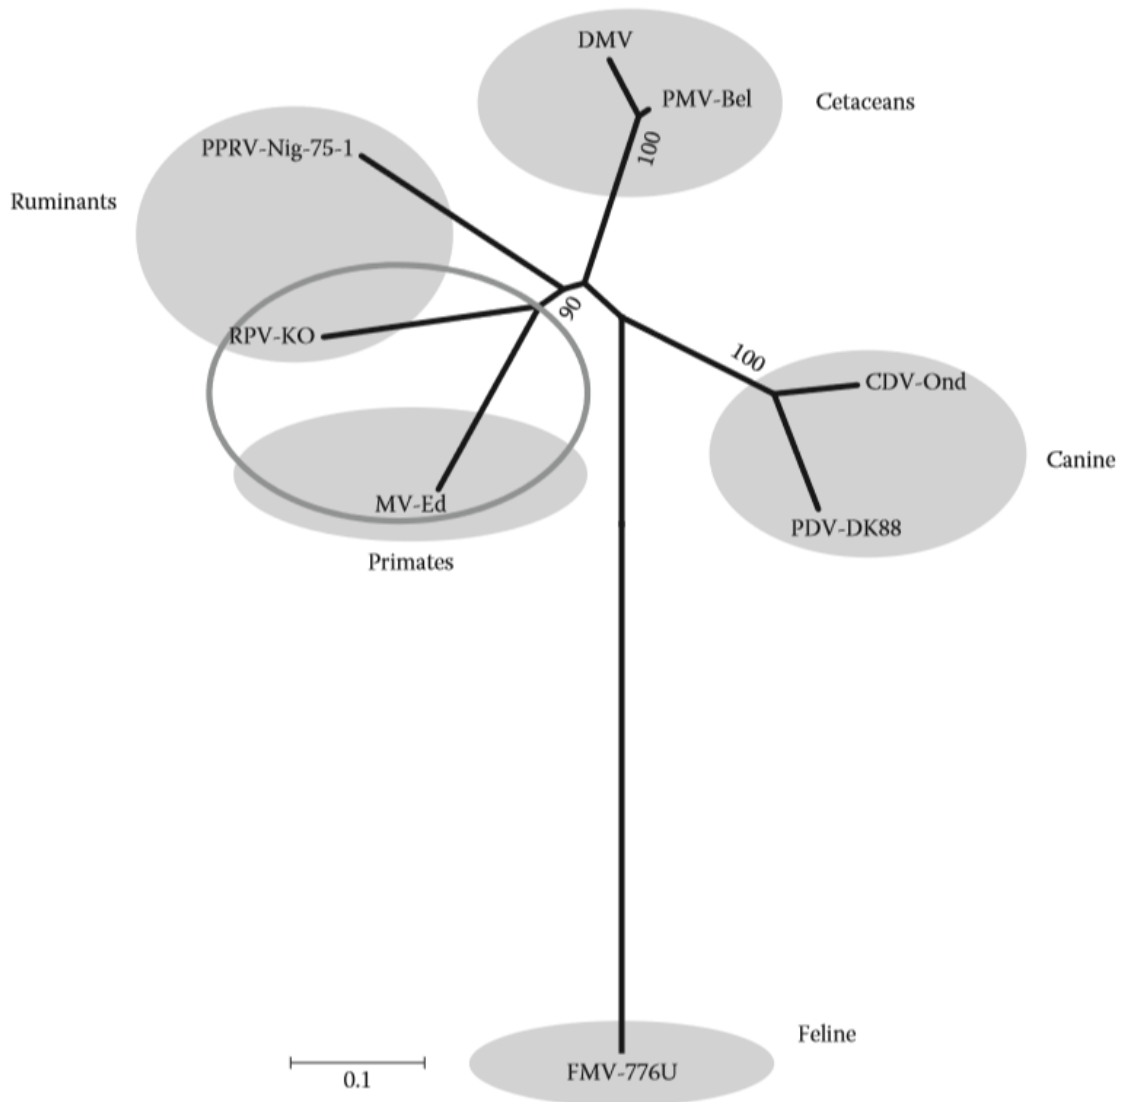 DMV
PMV-Bel
Cetaceans
100
PPRV-Nig-75-1
Ruminants
90
RPV-KO
100
CDV-Ond
Canine
MV-Ed
PDV-DK88
Primates
Feline
FMV-776U
0.1